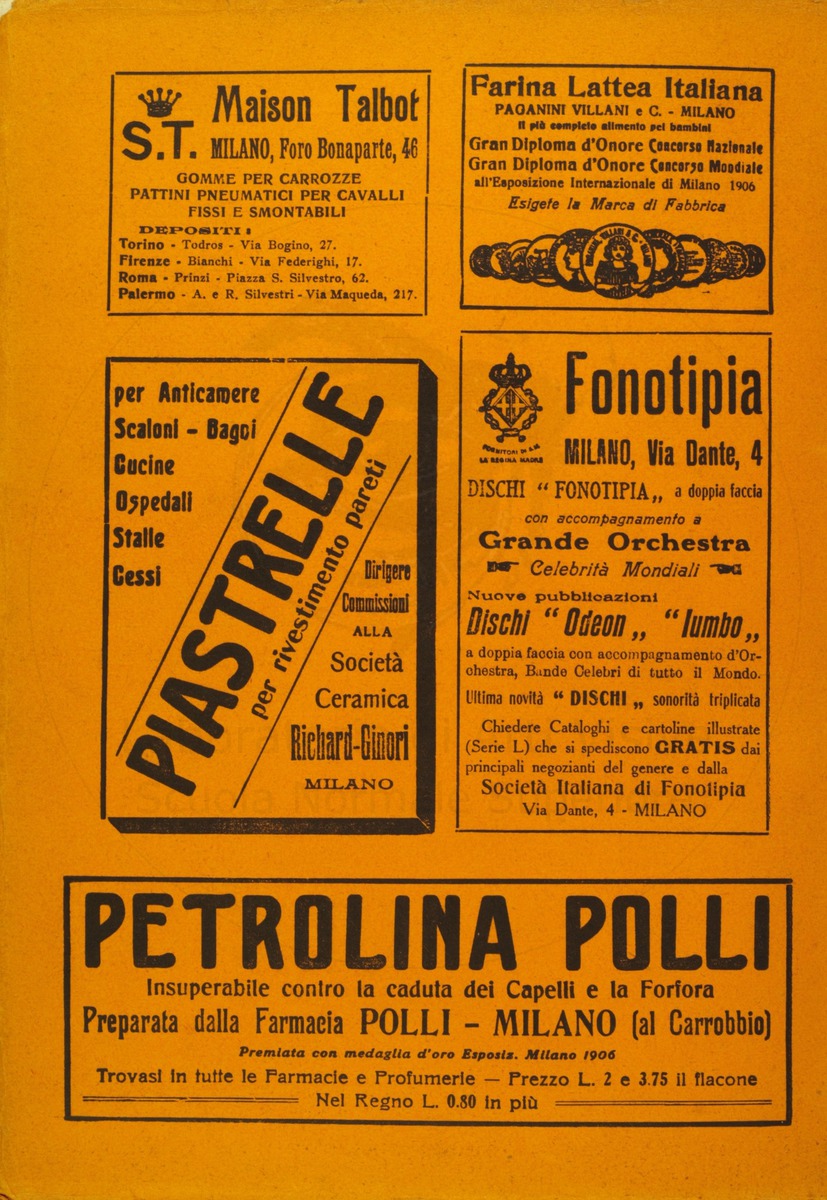 S.T.
Maison Talbot
MILANO, Foro Bonaparte, 46
GOMME PER CARROZZE
PATTINI PNEUMATICI PER CAVALLI
FISSI E SMONTABILI
DEPOSITI :
Torino - Todros - Via Bogino, 27.
Firenze - Bianchi - Via Federighi, 17.
Roma - Prinzi - Piazza S. Silvestro, 62.
Palermo - A. e R. Silvestri - Via Maqueda, 217.
Farina Lattea Italiana
PAGANINI VILLANI e C. - MILANO
Il più completo alimento pei bambini
Gran Diploma d'Onore Concorso Nazionale
Gran Diploma d'Onore Concorso Mondiale
all'Esposizione Internazionale di Milano 1906
Esigete la Marca di Fabbrica
per Anticamere
Scaloni - Bagni
Cucine
Ospedali
Stalle
Cessi
PIASTRELLE
per rivestimento pareti
Dirigere
Commissioni
ALLA
Società
Ceramica
Richard-Ginori
MILANO
FORNITORI DI S.M.
LA REGINA MADRE
Fonotipia
MILANO, Via Dante, 4
DISCHI “ FONOTIPIA „ a doppia faccia
con accompagnamento a
Grande Orchestra
Celebrità Mondiali
Nuove pubblicazioni
Dischi “ Odeon „ “ Iumbo „
a doppia faccia con accompagnamento d'Or-
chestra, Bande Celebri di tutto il Mondo.
Ultima novità “ DISCHI „ sonorità triplicata
Chiedere Cataloghi e cartoline illustrate
(Serie L) che si spediscono GRATIS dai
principali negozianti del genere e dalla
Società Italiana di Fonotipia
Via Dante, 4 - MILANO
PETROLINA POLLI
Insuperabile contro la caduta dei Capelli e la Forfora
Preparata dalla Farmacia POLLI - MILANO (al Carrobbio)
Premiata con medaglia d'oro Esposiz. Milano 1906
Trovasi in tutte le Farmacie e Profumerie — Prezzo L. 2 e 3.75 il flacone
Nel Regno L. 0.80 in più